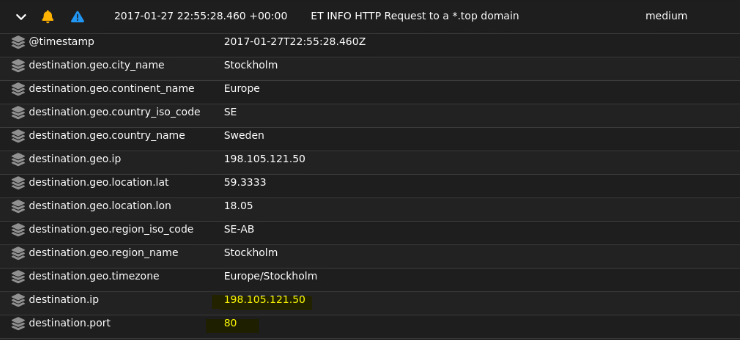 2017-01-27 22:55:28.460 +00:00 ET INFO HTTP Request to a *.top domain medium
@timestamp 2017-01-27T22:55:28.460Z
destination.geo.city_name Stockholm
destination.geo.continent_name Europe
destination.geo.country_iso_code SE
destination.geo.country_name Sweden
destination.geo.ip 198.105.121.50
destination.geo.location.lat 59.3333
destination.geo.location.lon 18.05
destination.geo.region_iso_code SE-AB
destination.geo.region_name Stockholm
destination.geo.timezone Europe/Stockholm
destination.ip 198.105.121.50
destination.port 80